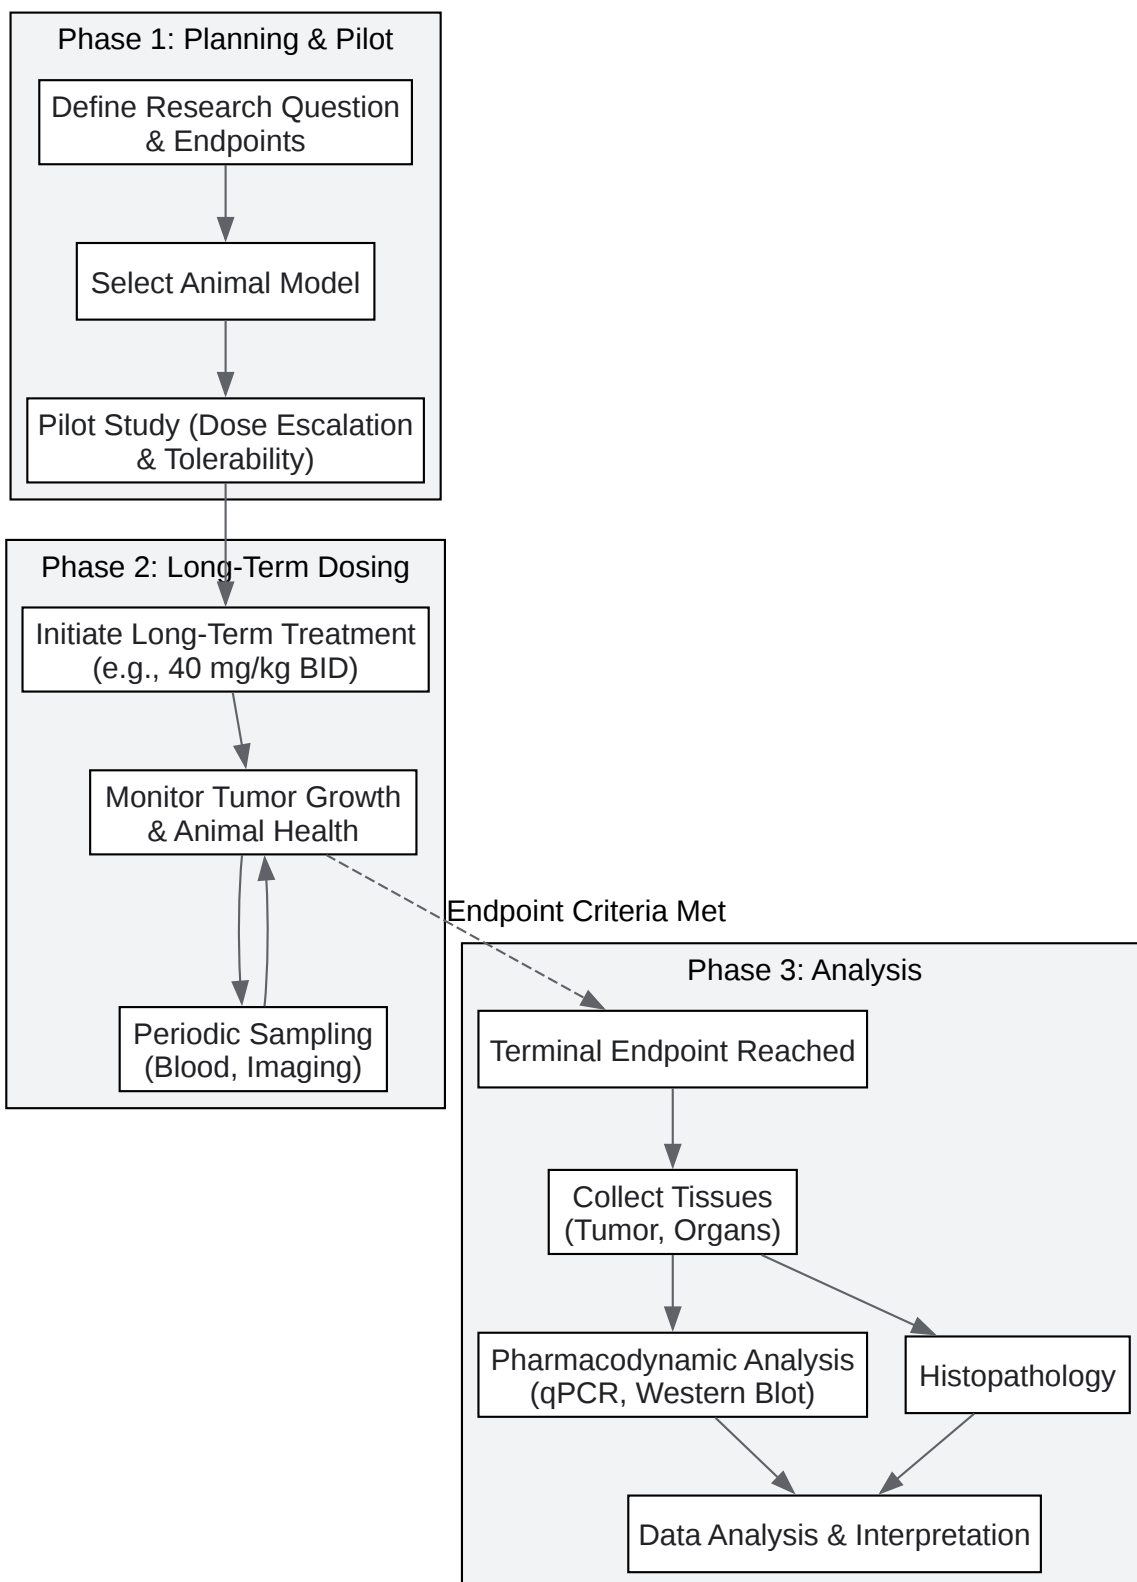 Phase 1: Planning & Pilot
Define Research Question
& Endpoints
Select Animal Model
Pilot Study (Dose Escalation
& Tolerability)
Phase 2: Long-Term Dosing
Initiate Long-Term Treatment
(e.g., 40 mg/kg BID)
Monitor Tumor Growth
& Animal Health
Endpoint Criteria Met
Periodic Sampling
(Blood, Imaging)
Phase 3: Analysis
Terminal Endpoint Reached
Collect Tissues
(Tumor, Organs)
Pharmacodynamic Analysis
(qPCR, Western Blot)
Histopathology
Data Analysis & Interpretation